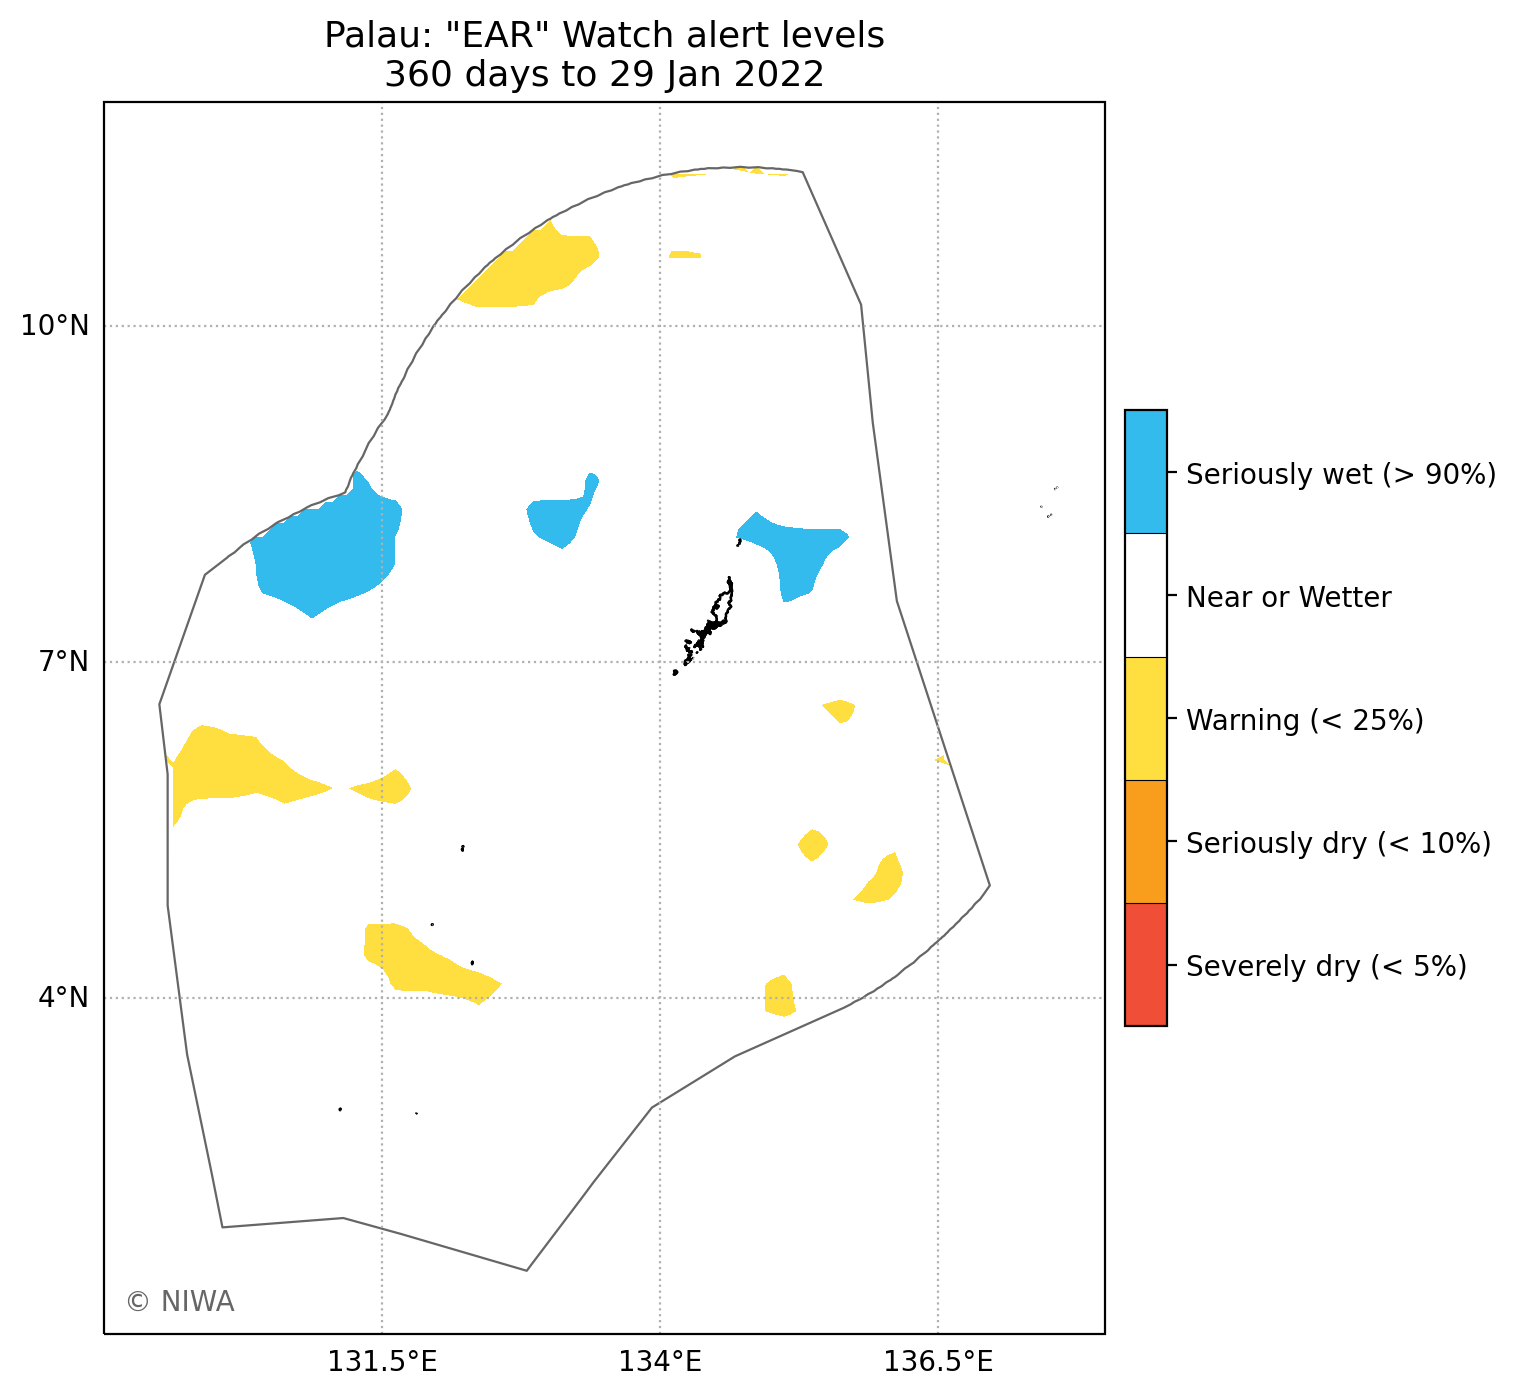 Palau: "EAR" Watch alert levels
360 days to 29 Jan 2022
10°N
7°N
4°N
131.5°E
134°E
136.5°E
Seriously wet (> 90%)
Near or Wetter
Warning (< 25%)
Seriously dry (< 10%)
Severely dry (< 5%)
© NIWA